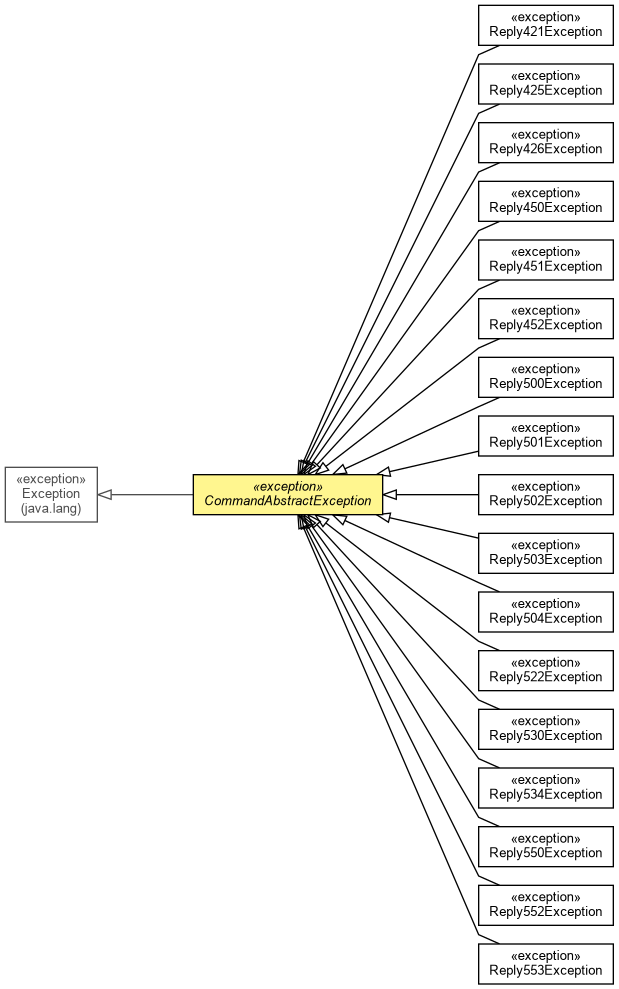 «exception»
Reply421Exception
«exception»
Reply425Exception
«exception»
Reply426Exception
«exception»
Reply450Exception
«exception»
Reply451Exception
«exception»
Reply452Exception
«exception»
Reply500Exception
«exception»
Reply501Exception
«exception»
Exception
(java.lang)
«exception»
CommandAbstractException
«exception»
Reply502Exception
«exception»
Reply503Exception
«exception»
Reply504Exception
«exception»
Reply522Exception
«exception»
Reply530Exception
«exception»
Reply534Exception
«exception»
Reply550Exception
«exception»
Reply552Exception
«exception»
Reply553Exception